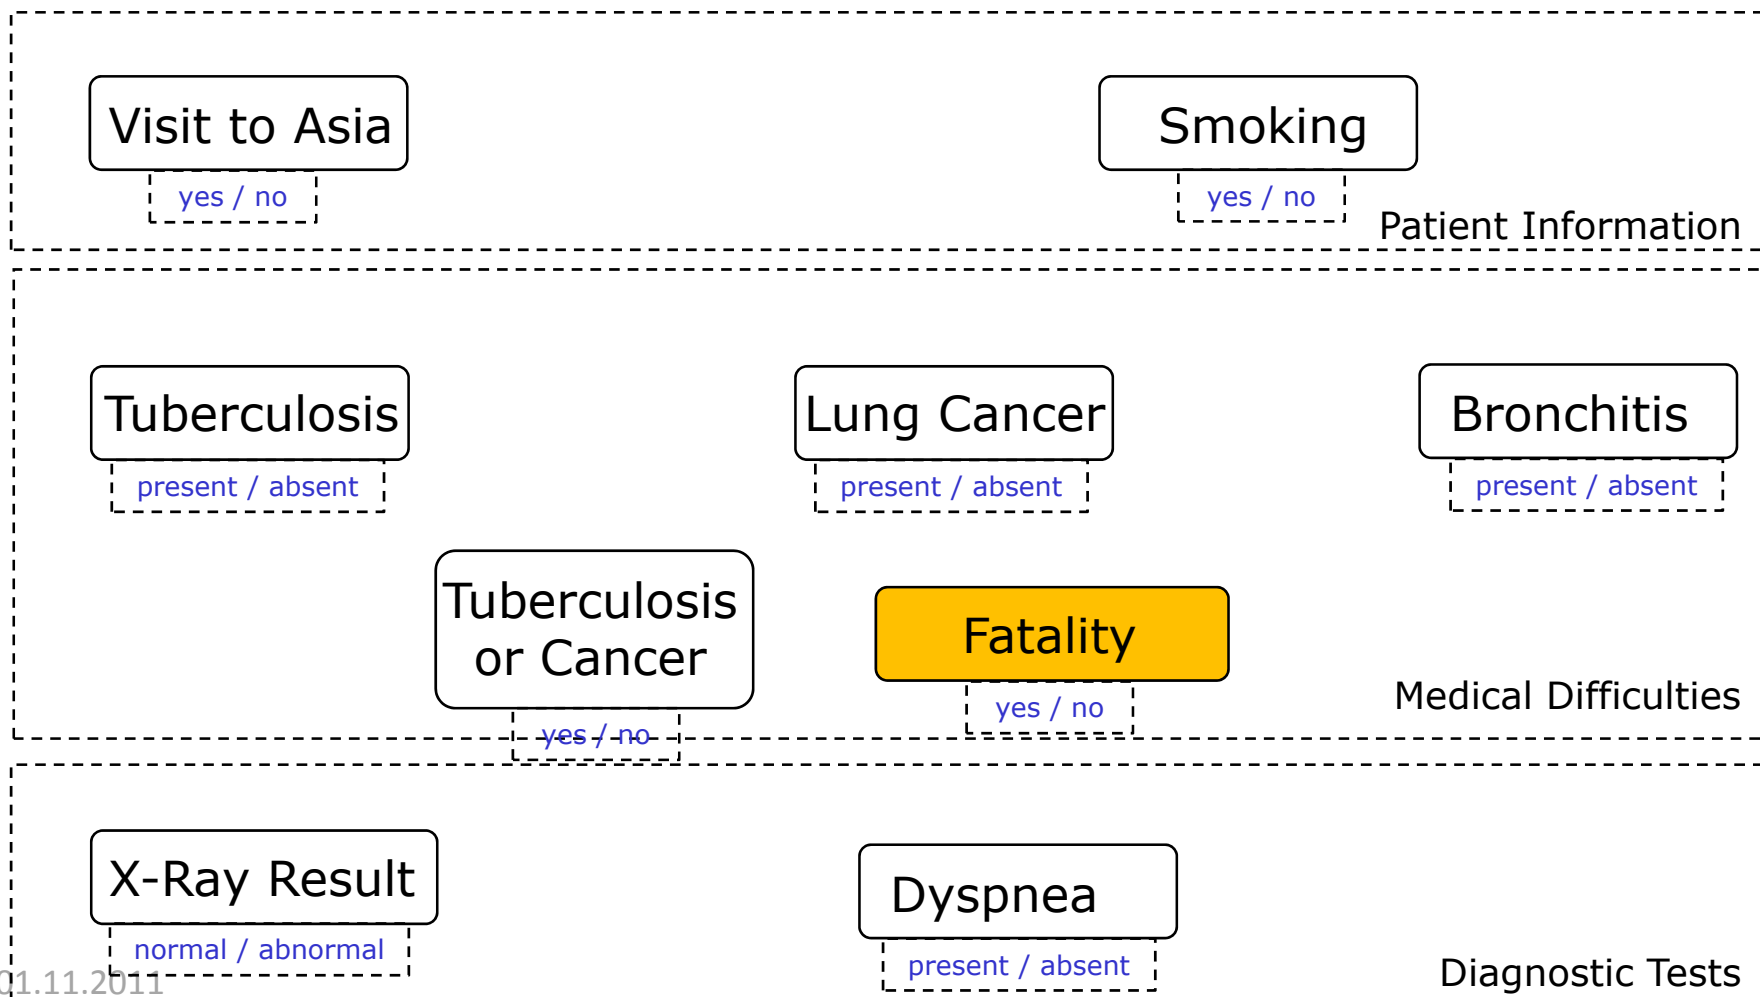 Visit to Asia
yes / no
Smoking
yes / no
Patient Information
Tuberculosis
present / absent
Lung Cancer
present / absent
Bronchitis
present / absent
Tuberculosis
or Cancer
yes / no
Fatality
yes / no
Medical Difficulties
X-Ray Result
normal / abnormal
Dyspnea
present / absent
Diagnostic Tests
01.11.2011